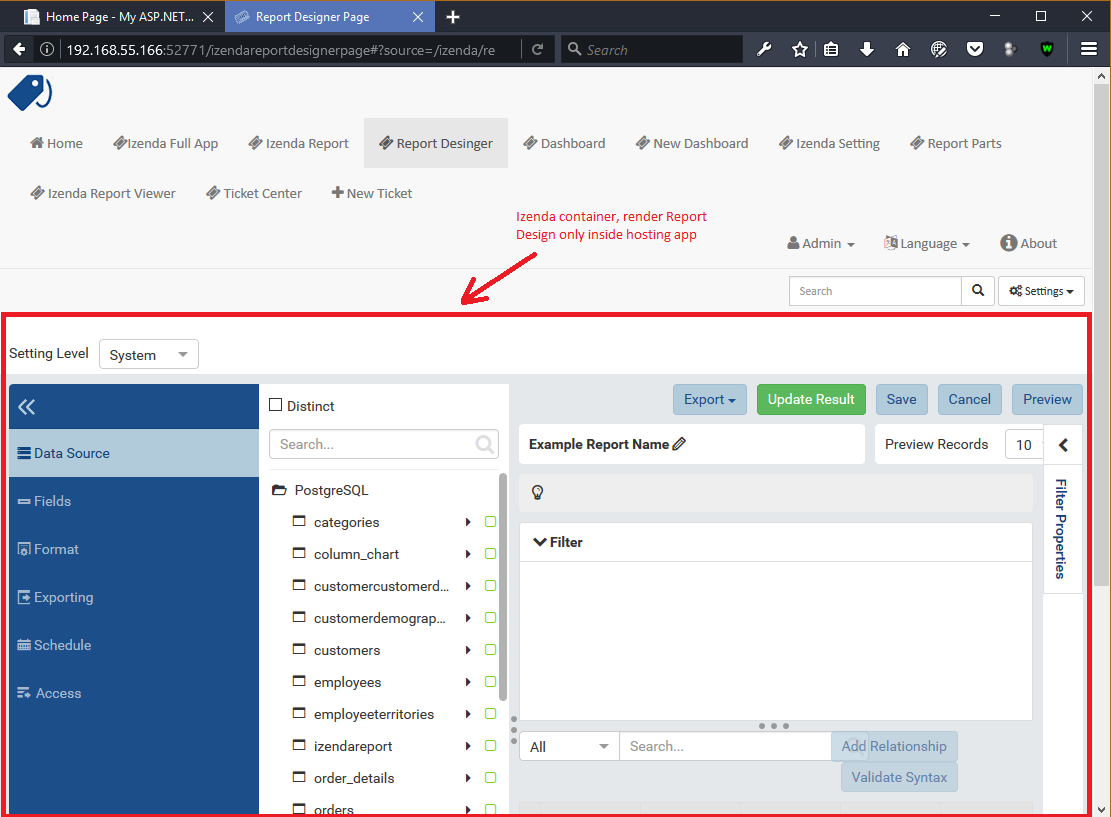 Home Page - My ASP.NET...
Report Designer Page
192.168.55.166:52771/izendareportdesignerpage#?source=/izenda/re
Search
Home
Izenda Full App
Izenda Report
Report Desinger
Dashboard
New Dashboard
Izenda Setting
Report Parts
Izenda Report Viewer
Ticket Center
New Ticket
Izenda container, render Report
Design only inside hosting app
Admin
Language
About
Search
Settings
Setting Level
System
Distinct
Export
Update Result
Save
Cancel
Preview
Data Source
Search...
Example Report Name
Preview Records
10
Filter Properties
Fields
Format
Exporting
Schedule
Access
PostgreSQL
categories
column_chart
customercustomerd...
customerdemograp...
customers
employees
employeeterritories
izendareport
order_details
orders
Filter
All
Search...
Add Relationship
Validate Syntax